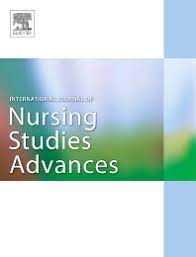 INTERNATIONAL JOURNAL OF
Nursing
Studies
Advances